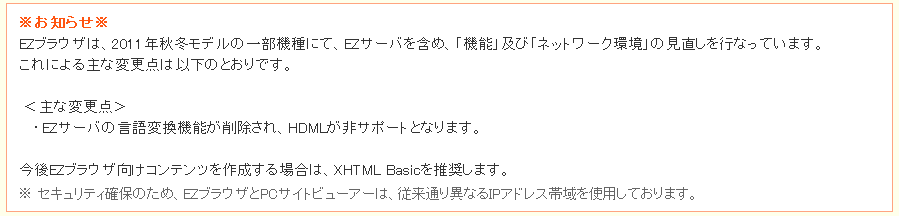 ※お知らせ※
EZブラウザは、2011年秋冬モデルの一部機種にて、EZサーバを含め、「機能」及び「ネットワーク環境」の見直しを行なっています。
これによる主な変更点は以下のとおりです。
＜主な変更点＞
・EZサーバの言語変換機能が削除され、HDMLが非サポートとなります。
今後EZブラウザ向けコンテンツを作成する場合は、XHTML Basicを推奨します。
※ セキュリティ確保のため、EZブラウザとPCサイトビューアーは、従来通り異なるIPアドレス帯域を使用しております。